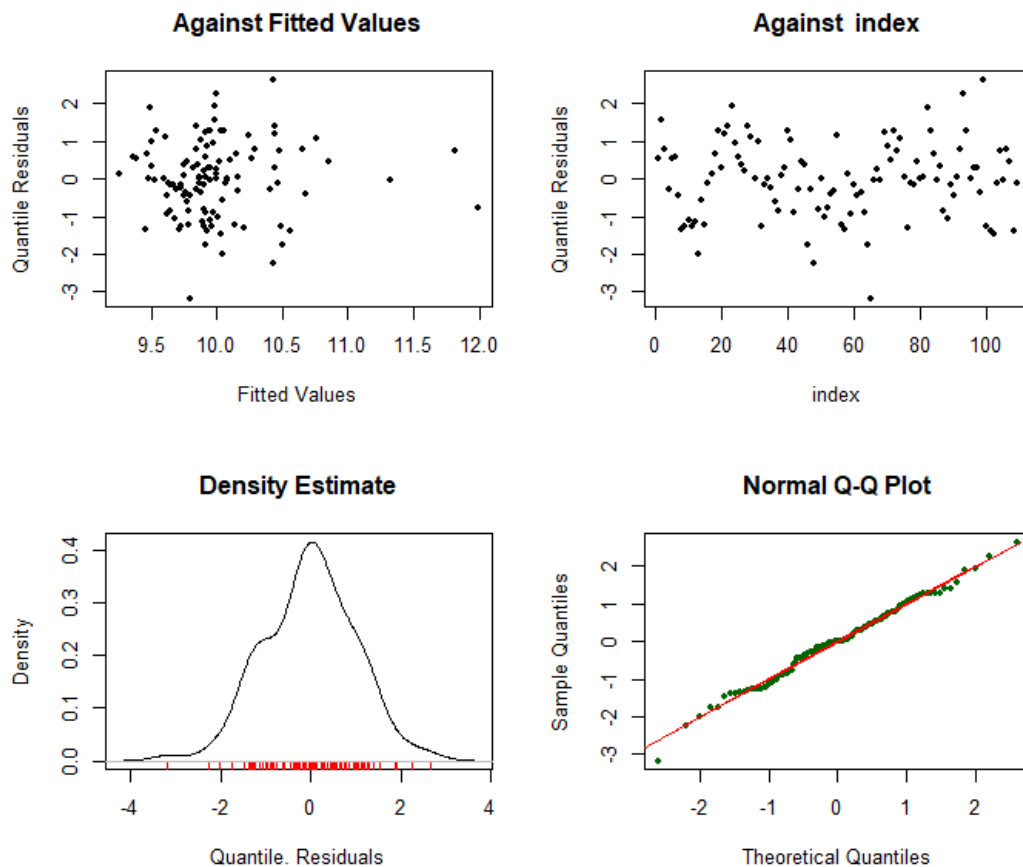 Against Fitted Values
Quantile Residuals
-3 -2 -1 0 1 2
9.5 10.0 10.5 11.0 11.5 12.0
Fitted Values
Against index
Quantile Residuals
-3 -2 -1 0 1 2
0 20 40 60 80 100
index
Density Estimate
Density
0.0 0.1 0.2 0.3 0.4
-4 -2 0 2 4
Quantile. Residuals
Normal Q-Q Plot
Sample Quantiles
-3 -2 -1 0 1 2
-2 -1 0 1 2
Theoretical Quantiles